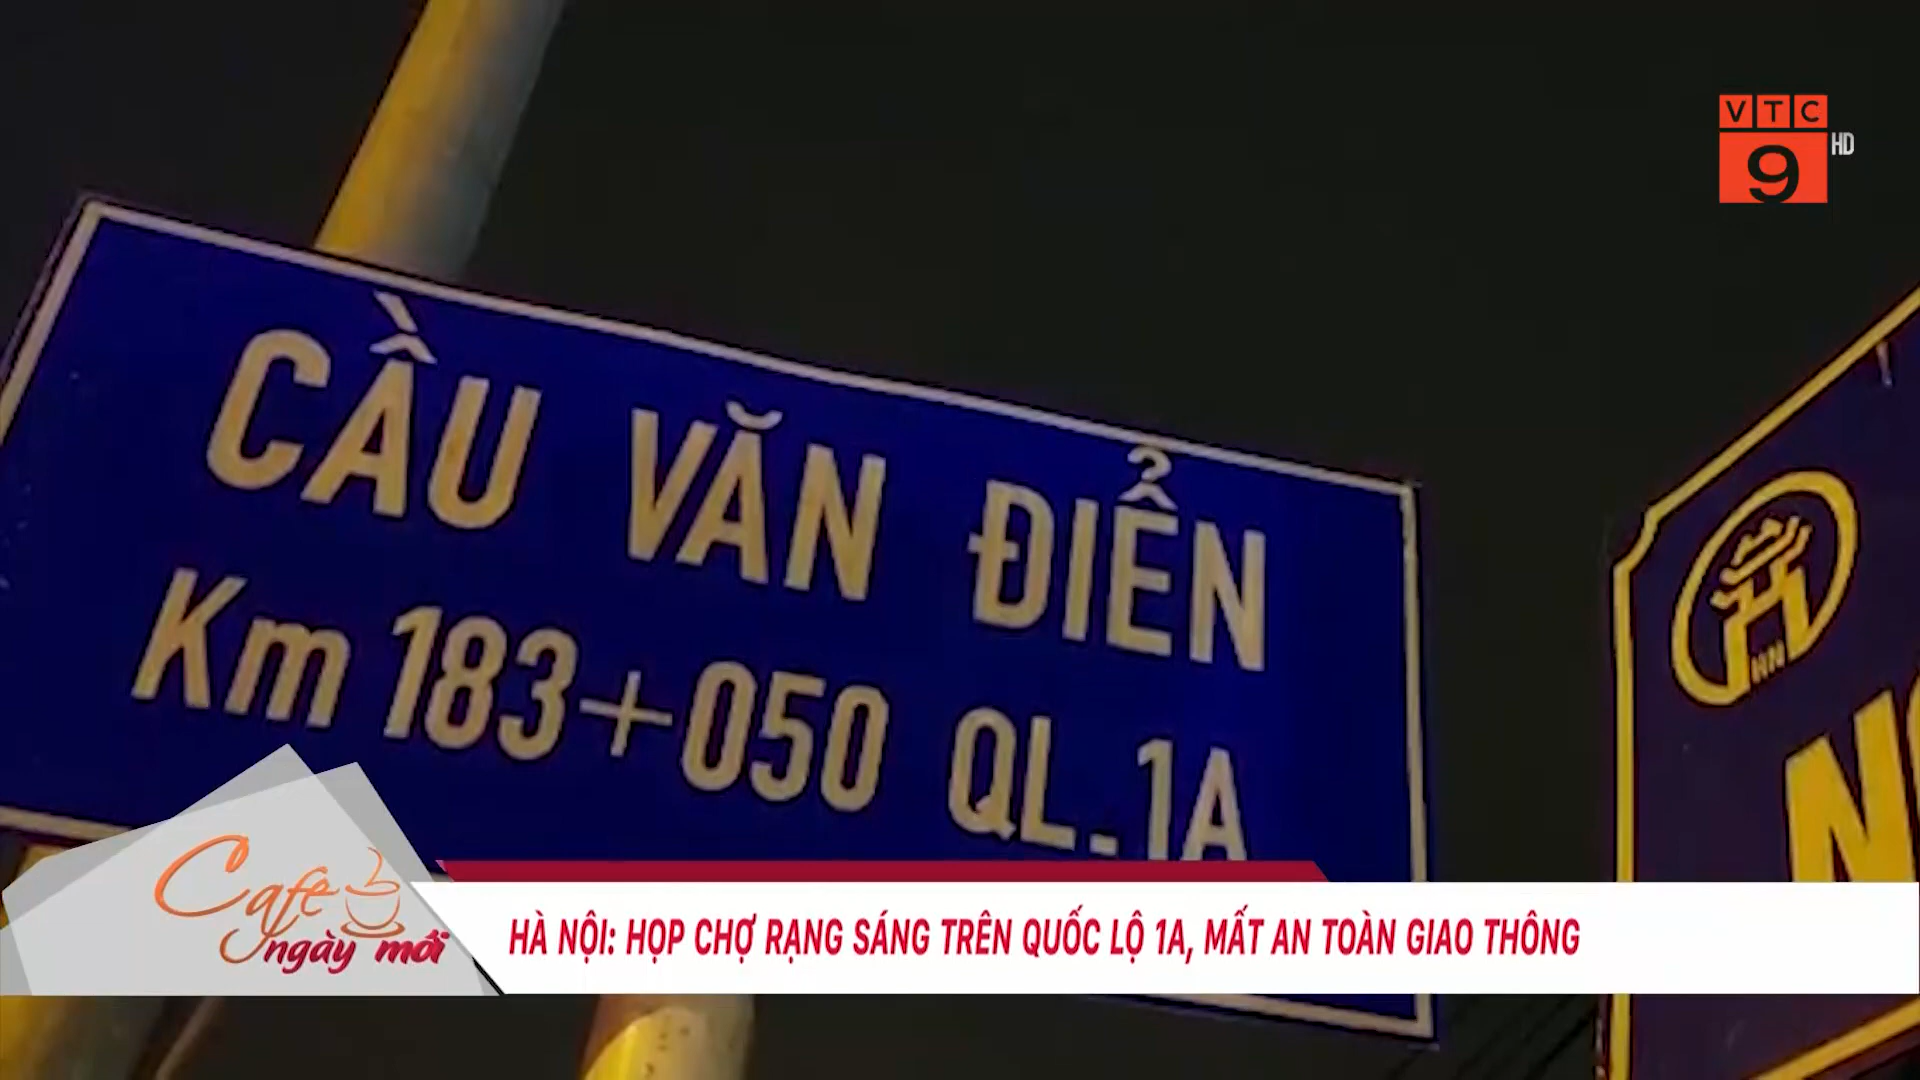 VTC
9 HD
CẦU VĂN ĐIỂN
Km 183+050 QL.1A
HN
Cafe
ngày mới
HÀ NỘI: HỌP CHỢ RẠNG SÁNG TRÊN QUỐC LỘ 1A, MẤT AN TOÀN GIAO THÔNG